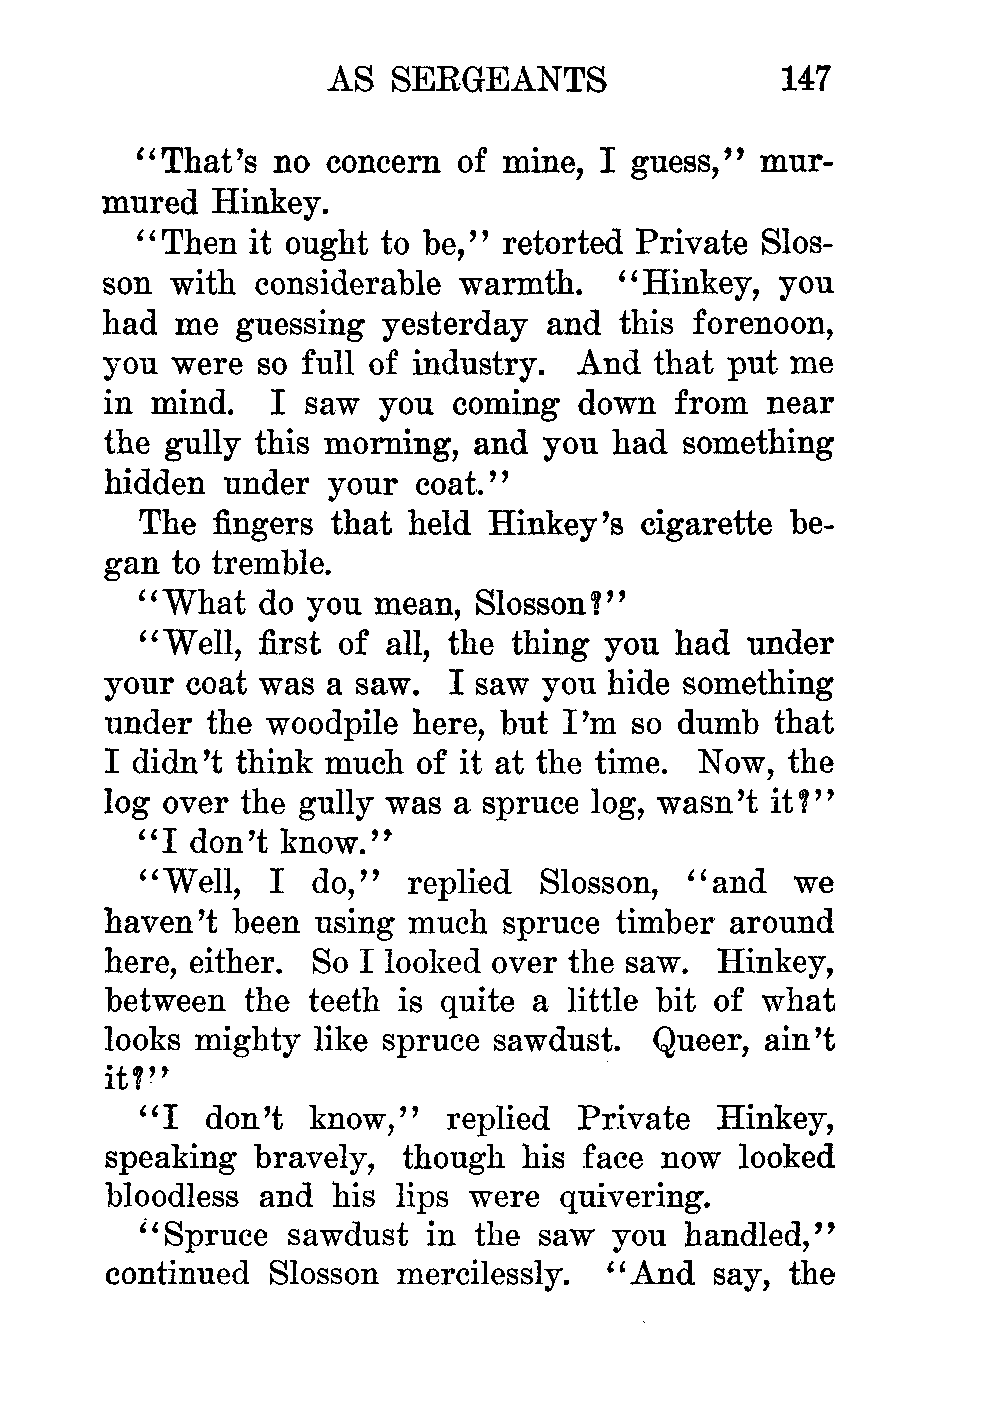 AS SERGEANTS 147
“That’s no concern of mine, I guess,” mur-
mured Hinkey.
“Then it ought to be,” retorted Private Slos-
son with considerable warmth. “Hinkey, you
had me guessing yesterday and this forenoon,
you were so full of industry. And that put me
in mind. I saw you coming down from near
the gully this morning, and you had something
hidden under your coat.”
The fingers that held Hinkey’s cigarette be-
gan to tremble.
“What do you mean, Slosson?”
“Well, first of all, the thing you had under
your coat was a saw. I saw you hide something
under the woodpile here, but I’m so dumb that
I didn’t think much of it at the time. Now, the
log over the gully was a spruce log, wasn’t it?”
“I don’t know.”
“Well, I do,” replied Slosson, “and we
haven’t been using much spruce timber around
here, either. So I looked over the saw. Hinkey,
between the teeth is quite a little bit of what
looks mighty like spruce sawdust. Queer, ain’t
it?”
“I don’t know,” replied Private Hinkey,
speaking bravely, though his face now looked
bloodless and his lips were quivering.
“Spruce sawdust in the saw you handled,”
continued Slosson mercilessly. “And say, the